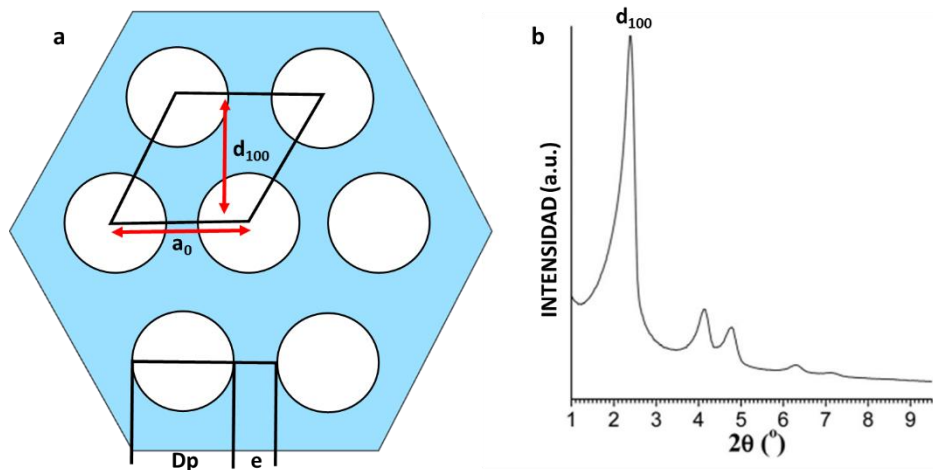 a
d100
a0
Dp
e
b
d100
INTENSIDAD (a.u.)
1 2 3 4 5 6 7 8 9
2θ (°)